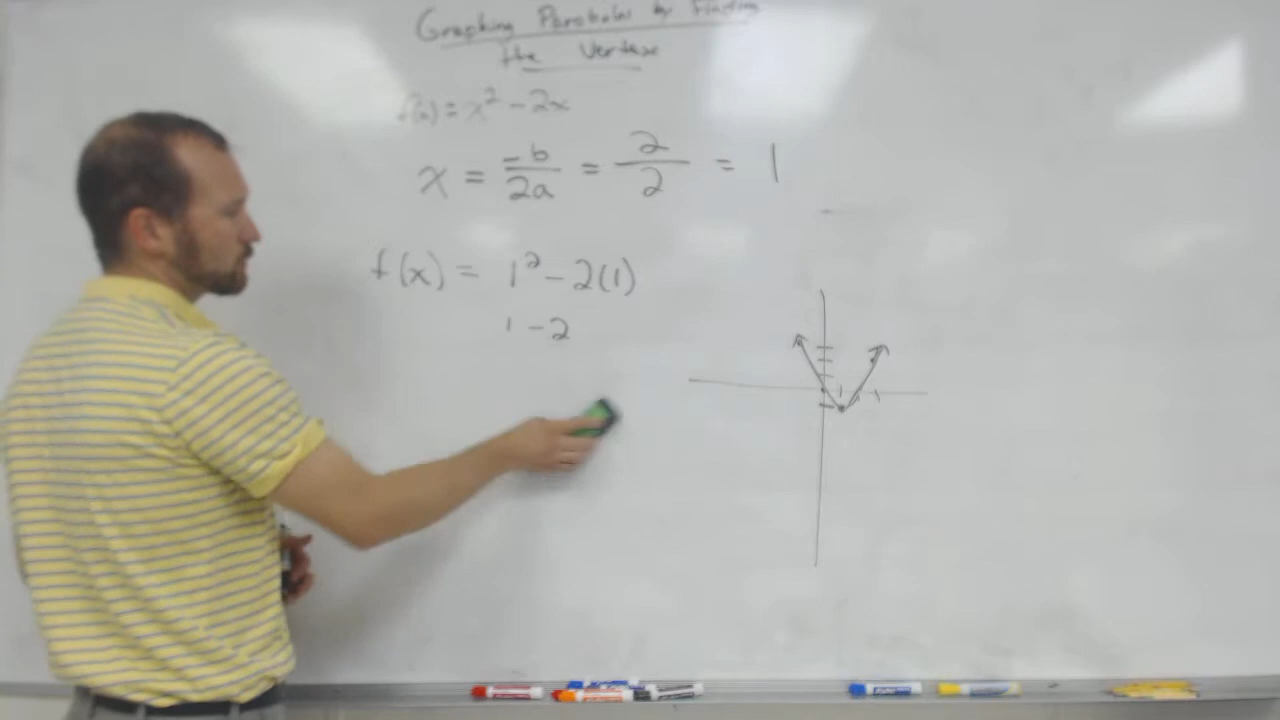 Graphing Parabolas by Finding
the Vertex
f(x) = x² - 2x
x = -b/2a = 2/2 = 1
f(x) = 1² - 2(1)
1 - 2